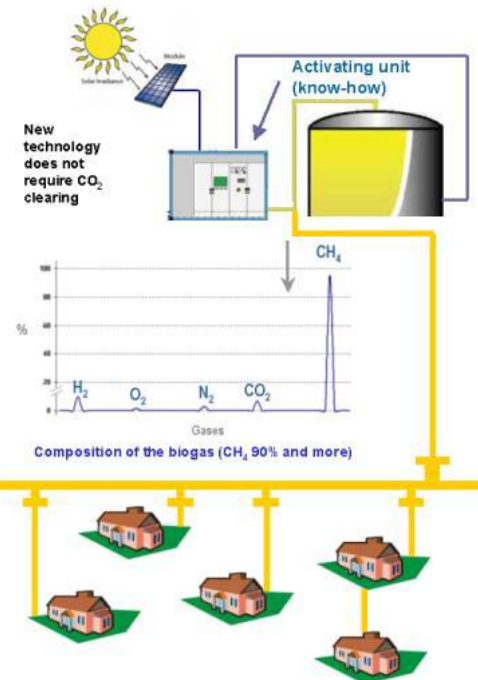 Module
Solar Irradiance
Activating unit
(know-how)
New
technology
does not
require CO₂
clearing
CH₄
100
80
%
60
40
20
0
H₂
O₂
N₂
CO₂
Gases
Composition of the biogas (CH₄ 90% and more)